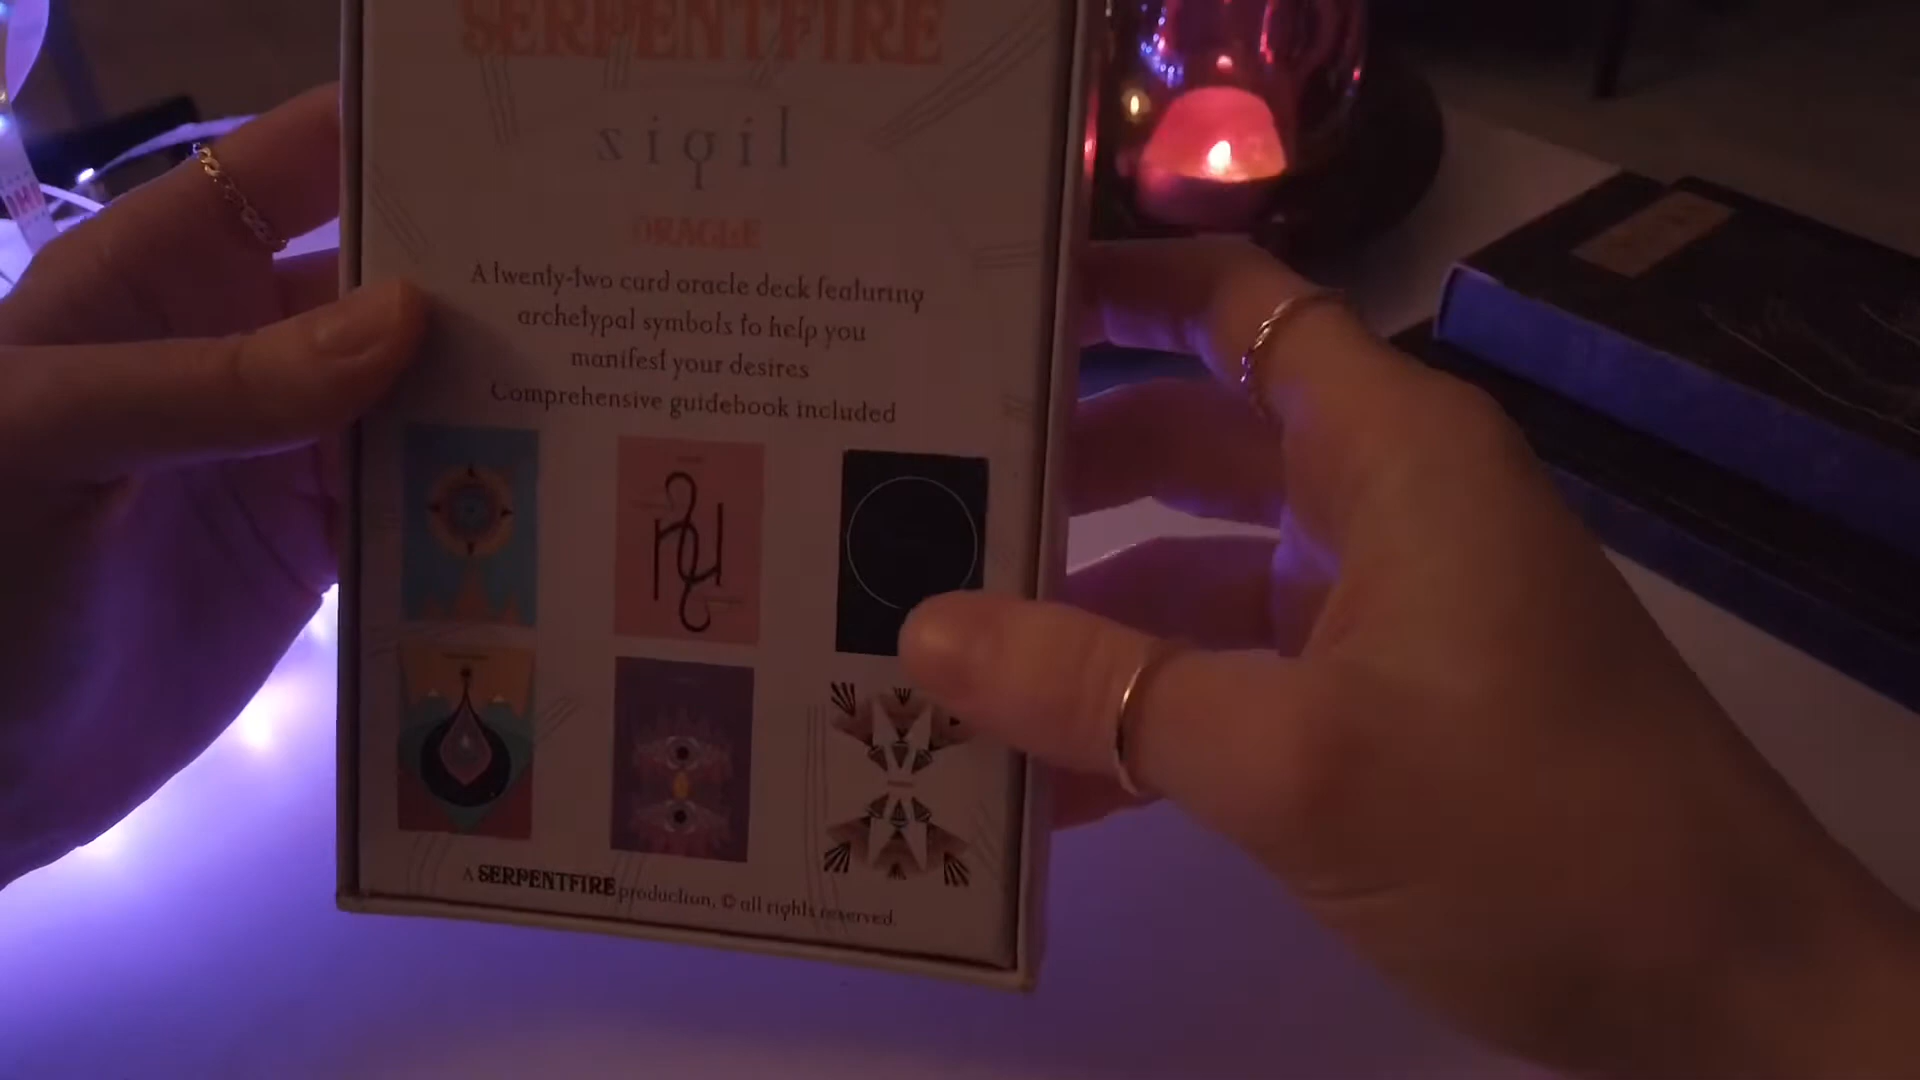 SERPENTFIRE
sigil
ORACLE
A twenty-two card oracle deck featuring
archetypal symbols to help you
manifest your desires
Comprehensive guidebook included
A SERPENTFIRE production, © all rights reserved.